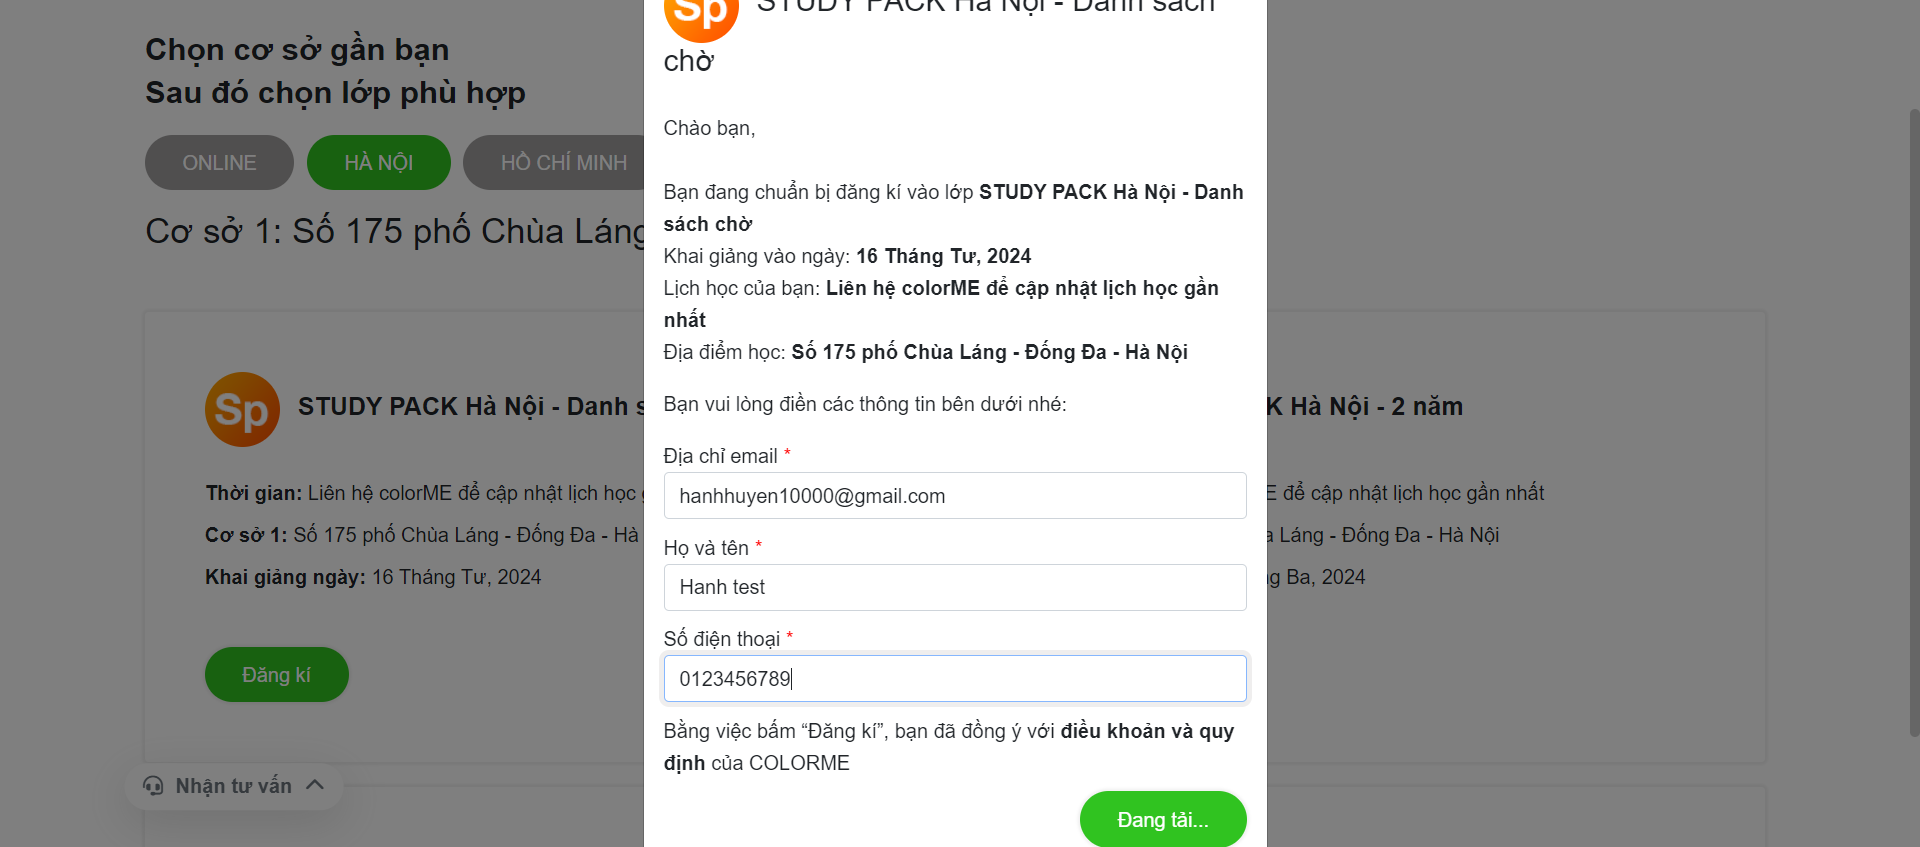 Chọn cơ sở gần bạn
Sau đó chọn lớp phù hợp
ONLINE
HÀ NỘI
HỒ CHÍ MINH
Cơ sở 1: Số 175 phố Chùa Láng
Sp
STUDY PACK Hà Nội - Danh s
Thời gian: Liên hệ colorME để cập nhật lịch học g
Cơ sở 1: Số 175 phố Chùa Láng - Đống Đa - Hà
Khai giảng ngày: 16 Tháng Tư, 2024
Đăng kí
Nhận tư vấn
Sp
STUDY PACK Hà Nội - Danh sách
chờ
Chào bạn,
Bạn đang chuẩn bị đăng kí vào lớp STUDY PACK Hà Nội - Danh
sách chờ
Khai giảng vào ngày: 16 Tháng Tư, 2024
Lịch học của bạn: Liên hệ colorME để cập nhật lịch học gần
nhất
Địa điểm học: Số 175 phố Chùa Láng - Đống Đa - Hà Nội
Bạn vui lòng điền các thông tin bên dưới nhé:
Địa chỉ email *
hanhhuyen10000@gmail.com
Họ và tên *
Hanh test
Số điện thoại *
0123456789
Bằng việc bấm “Đăng kí”, bạn đã đồng ý với điều khoản và quy
định của COLORME
Đang tải...
K Hà Nội - 2 năm
E để cập nhật lịch học gần nhất
a Láng - Đống Đa - Hà Nội
g Ba, 2024